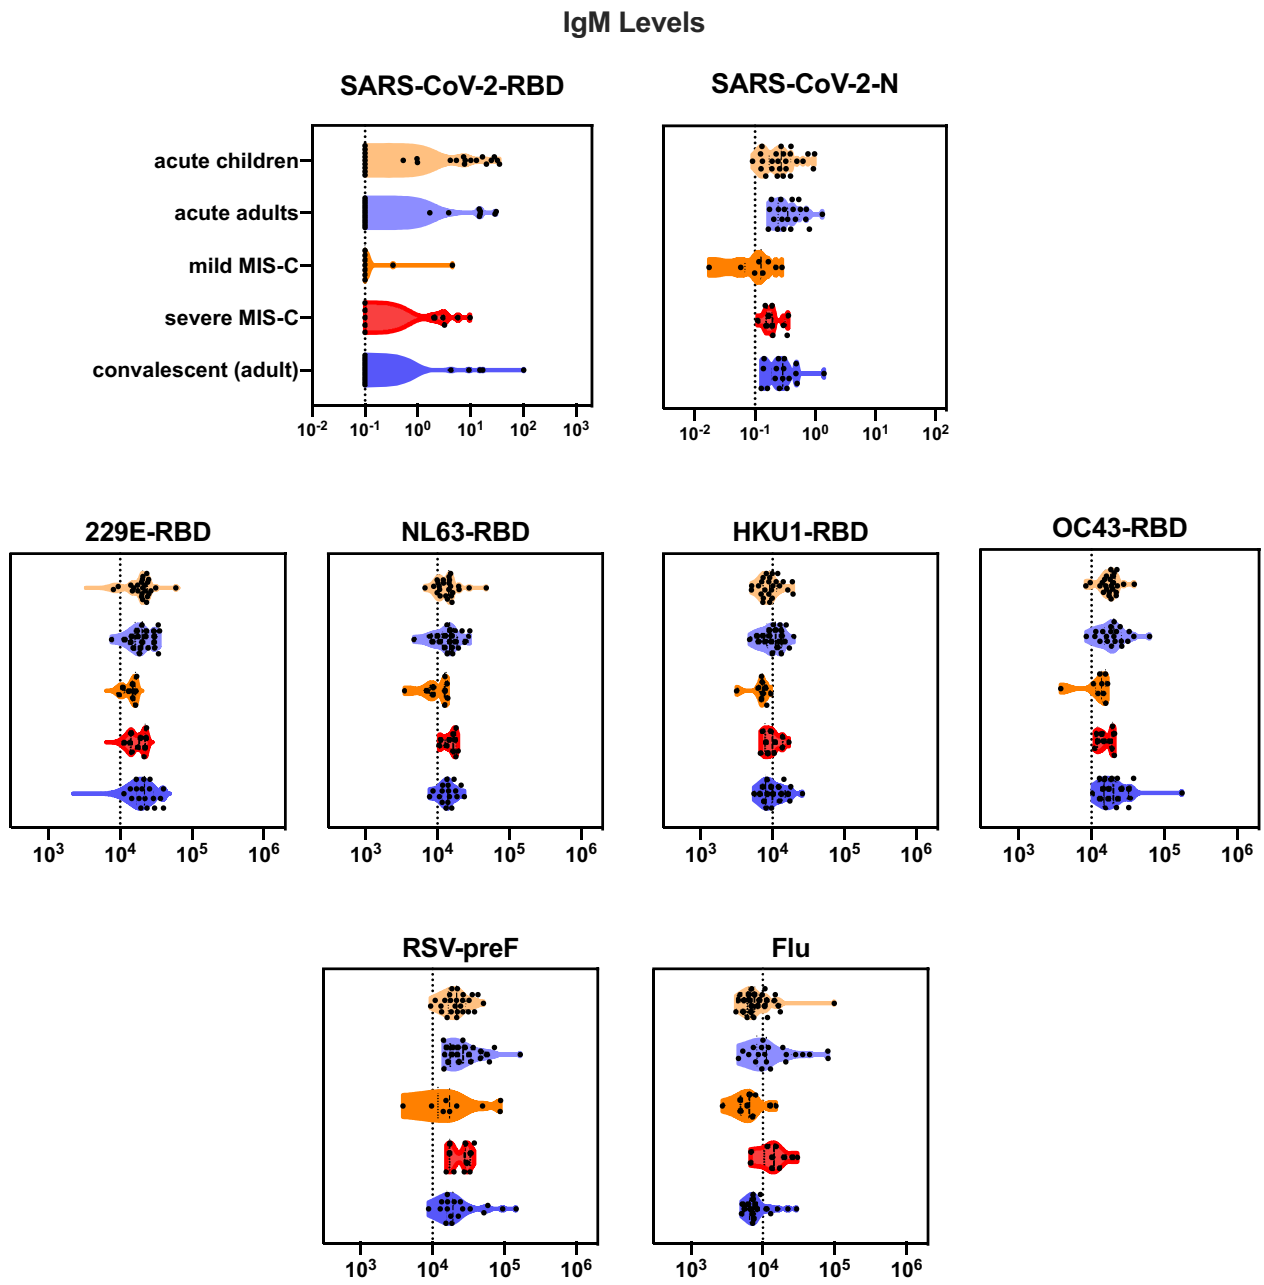 IgM Levels
SARS-CoV-2-RBD
SARS-CoV-2-N
acute children
acute adults
mild MIS-C
severe MIS-C
convalescent (adult)
10-2 10-1 100 101 102 103
10-2 10-1 100 101 102
229E-RBD
NL63-RBD
HKU1-RBD
OC43-RBD
103 104 105 106
103 104 105 106
103 104 105 106
103 104 105 106
RSV-preF
Flu
103 104 105 106
103 104 105 106